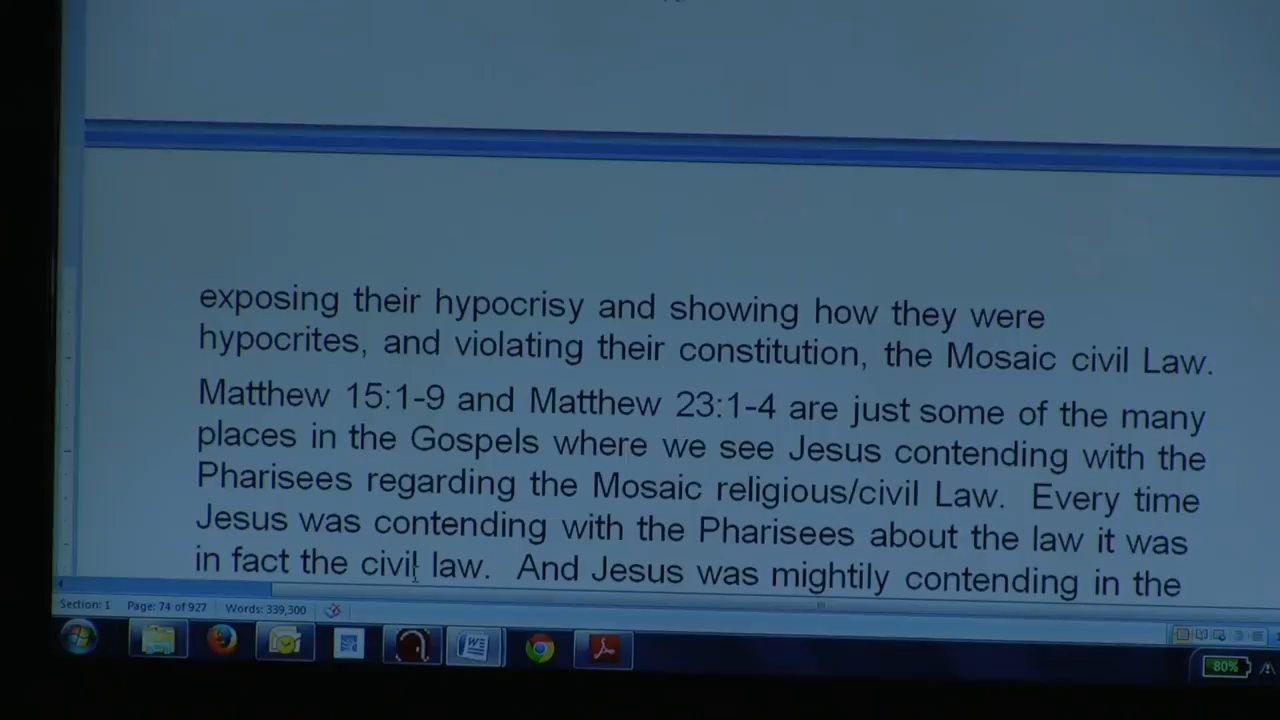 exposing their hypocrisy and showing how they were
hypocrites, and violating their constitution, the Mosaic civil Law.
Matthew 15:1-9 and Matthew 23:1-4 are just some of the many
places in the Gospels where we see Jesus contending with the
Pharisees regarding the Mosaic religious/civil Law.  Every time
Jesus was contending with the Pharisees about the law it was
in fact the civil law.  And Jesus was mightily contending in the
Section: 1 Page: 74 of 927 Words: 339,300
80%